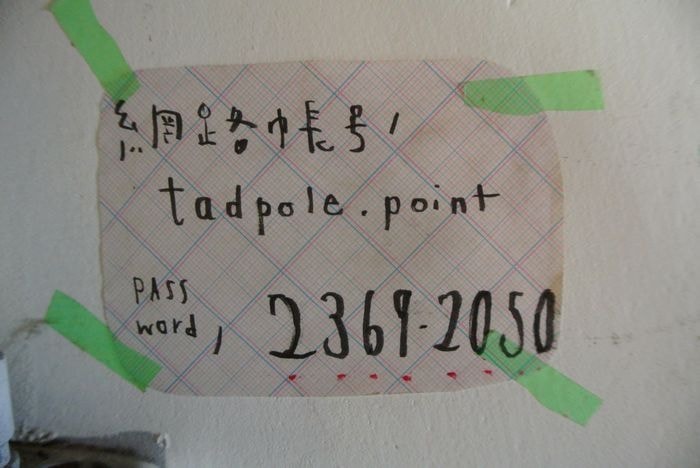 網路帳号,
tadpole.point
PASS
word, 2369-2050